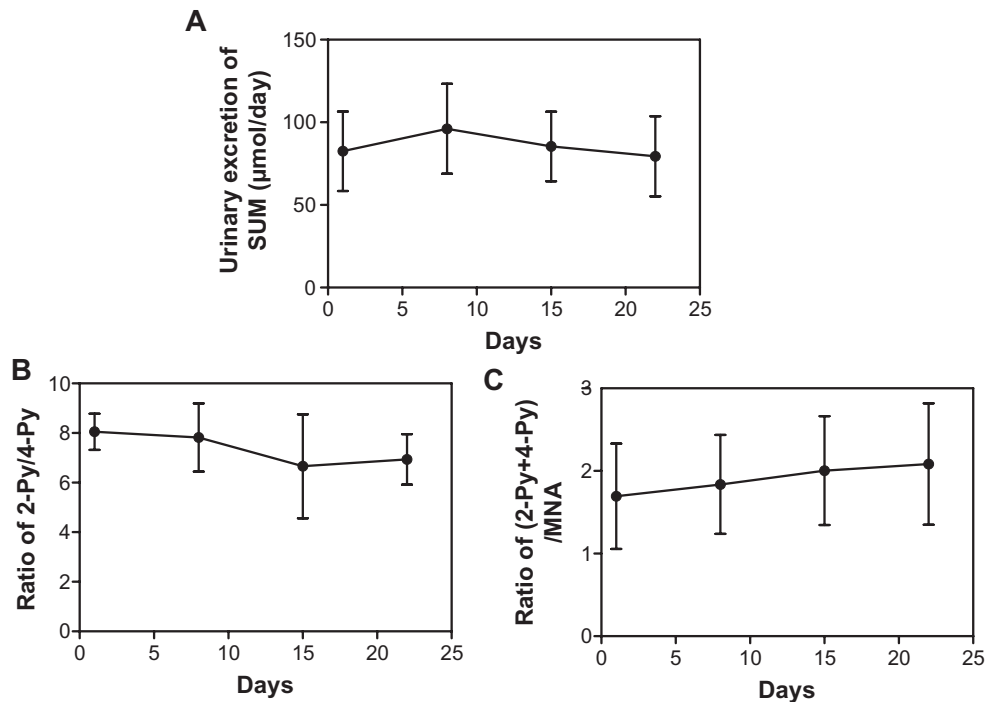 A
150
100
50
0
Urinary excretion of
SUM (µmol/day)
0 5 10 15 20 25
Days
B
10
8
6
4
2
0
Ratio of 2-Py/4-Py
0 5 10 15 20 25
Days
C
3
2
1
0
Ratio of (2-Py+4-Py)
/MNA
0 5 10 15 20 25
Days